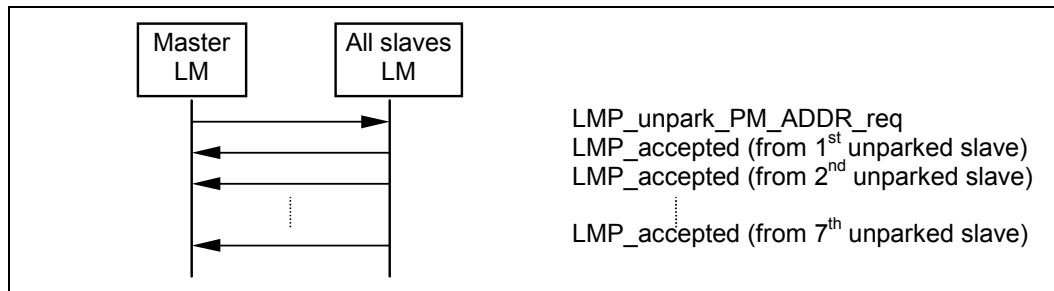 Master
LM
All slaves
LM
LMP_unpark_PM_ADDR_req
LMP_accepted (from 1st unparked slave)
LMP_accepted (from 2nd unparked slave)
LMP_accepted (from 7th unparked slave)